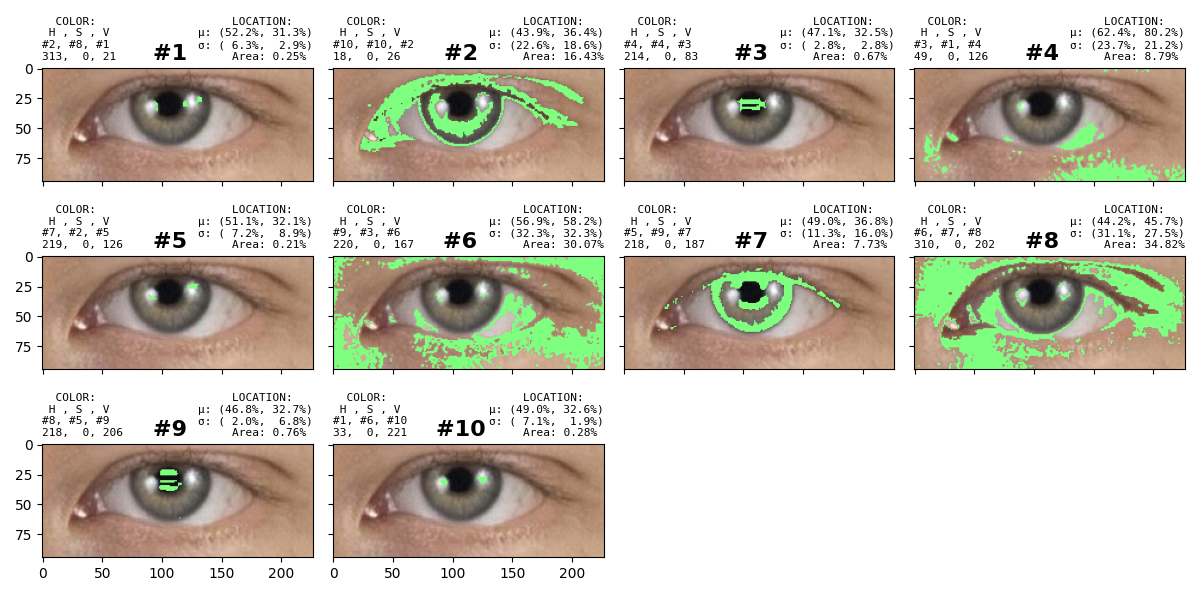 COLOR: LOCATION:
H , S , V μ: (52.2%, 31.3%)
#2, #8, #1 σ: ( 6.3%, 2.9%)
313, 0, 21 #1 Area: 0.25%
COLOR: LOCATION:
H , S , V μ: (43.9%, 36.4%)
#10, #10, #2 σ: (22.6%, 18.6%)
18, 0, 26 #2 Area: 16.43%
COLOR: LOCATION:
H , S , V μ: (47.1%, 32.5%)
#4, #4, #3 σ: ( 2.8%, 2.8%)
214, 0, 83 #3 Area: 0.67%
COLOR: LOCATION:
H , S , V μ: (62.4%, 80.2%)
#3, #1, #4 σ: (23.7%, 21.2%)
49, 0, 126 #4 Area: 8.79%
0
25
50
75
COLOR: LOCATION:
H , S , V μ: (51.1%, 32.1%)
#7, #2, #5 σ: ( 7.2%, 8.9%)
219, 0, 126 #5 Area: 0.21%
COLOR: LOCATION:
H , S , V μ: (56.9%, 58.2%)
#9, #3, #6 σ: (32.3%, 32.3%)
220, 0, 167 #6 Area: 30.07%
COLOR: LOCATION:
H , S , V μ: (49.0%, 36.8%)
#5, #9, #7 σ: (11.3%, 16.0%)
218, 0, 187 #7 Area: 7.73%
COLOR: LOCATION:
H , S , V μ: (44.2%, 45.7%)
#6, #7, #8 σ: (31.1%, 27.5%)
310, 0, 202 #8 Area: 34.82%
0
25
50
75
COLOR: LOCATION:
H , S , V μ: (46.8%, 32.7%)
#8, #5, #9 σ: ( 2.0%, 6.8%)
218, 0, 206 #9 Area: 0.76%
COLOR: LOCATION:
H , S , V μ: (49.0%, 32.6%)
#1, #6, #10 σ: ( 7.1%, 1.9%)
33, 0, 221 #10 Area: 0.28%
0
25
50
75
0 50 100 150 200
0 50 100 150 200